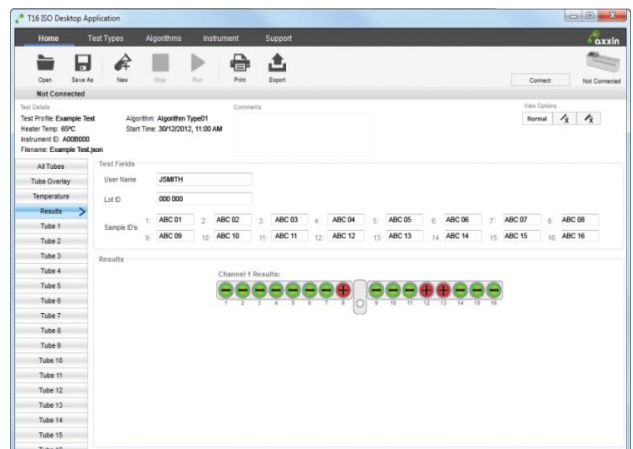 T16 ISO Desktop Application
Home Test Types Algorithms Instrument Support
axxin
Open Save As New Stop Run Print Export Connect Not Connected
Not Connected
Test Details Comments View Options
Test Profile: Example Test Algorithm: Algorithm Type01 Normal
Heater Temp: 65ºC Start Time: 30/12/2012, 11:00 AM
Instrument ID: A00B000
Filename: Example Test.json
All Tubes
Tube Overlay
Temperature
Results
Tube 1
Tube 2
Tube 3
Tube 4
Tube 5
Tube 6
Tube 7
Tube 8
Tube 9
Tube 10
Tube 11
Tube 12
Tube 13
Tube 14
Tube 15
Test Fields
User Name JSMITH
Lot ID 000 000
Sample ID's
1: ABC 01 2: ABC 02 3: ABC 03 4: ABC 04 5: ABC 05 6: ABC 06 7: ABC 07 8: ABC 08
9: ABC 09 10: ABC 10 11: ABC 11 12: ABC 12 13: ABC 13 14: ABC 14 15: ABC 15 16: ABC 16
Results
Channel 1 Results:
1 2 3 4 5 6 7 8 9 10 11 12 13 14 15 16